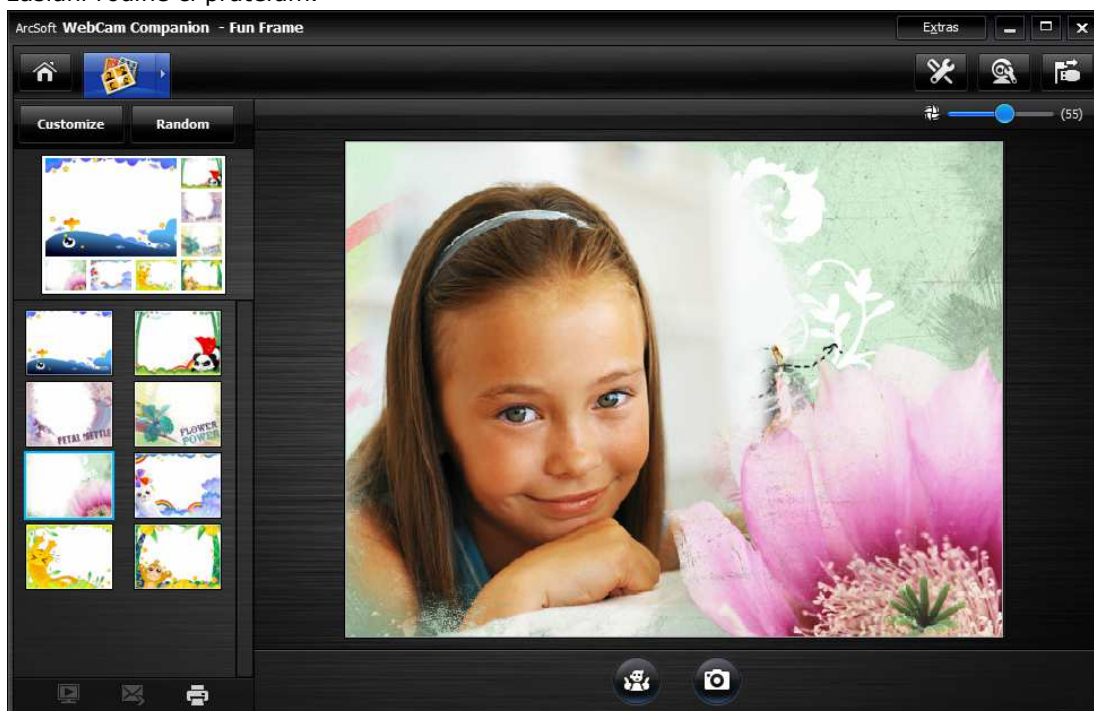 ArcSoft WebCam Companion - Fun Frame
Extras
(55)
Customize Random
PETAL METTLE
FLOWER
POWER